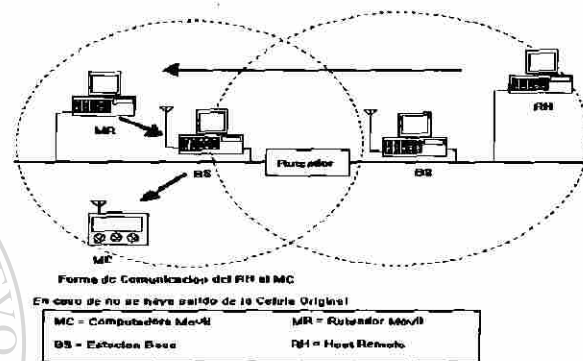 RH
MR
BS
Ruteador
BS
MC
Forma de Comunicacion del RH al MC
En caso de no se haya salido de la Celula Original
MC = Computadora Movil
MR = Ruteador Movil
BS = Estacion Base
RH = Host Remoto